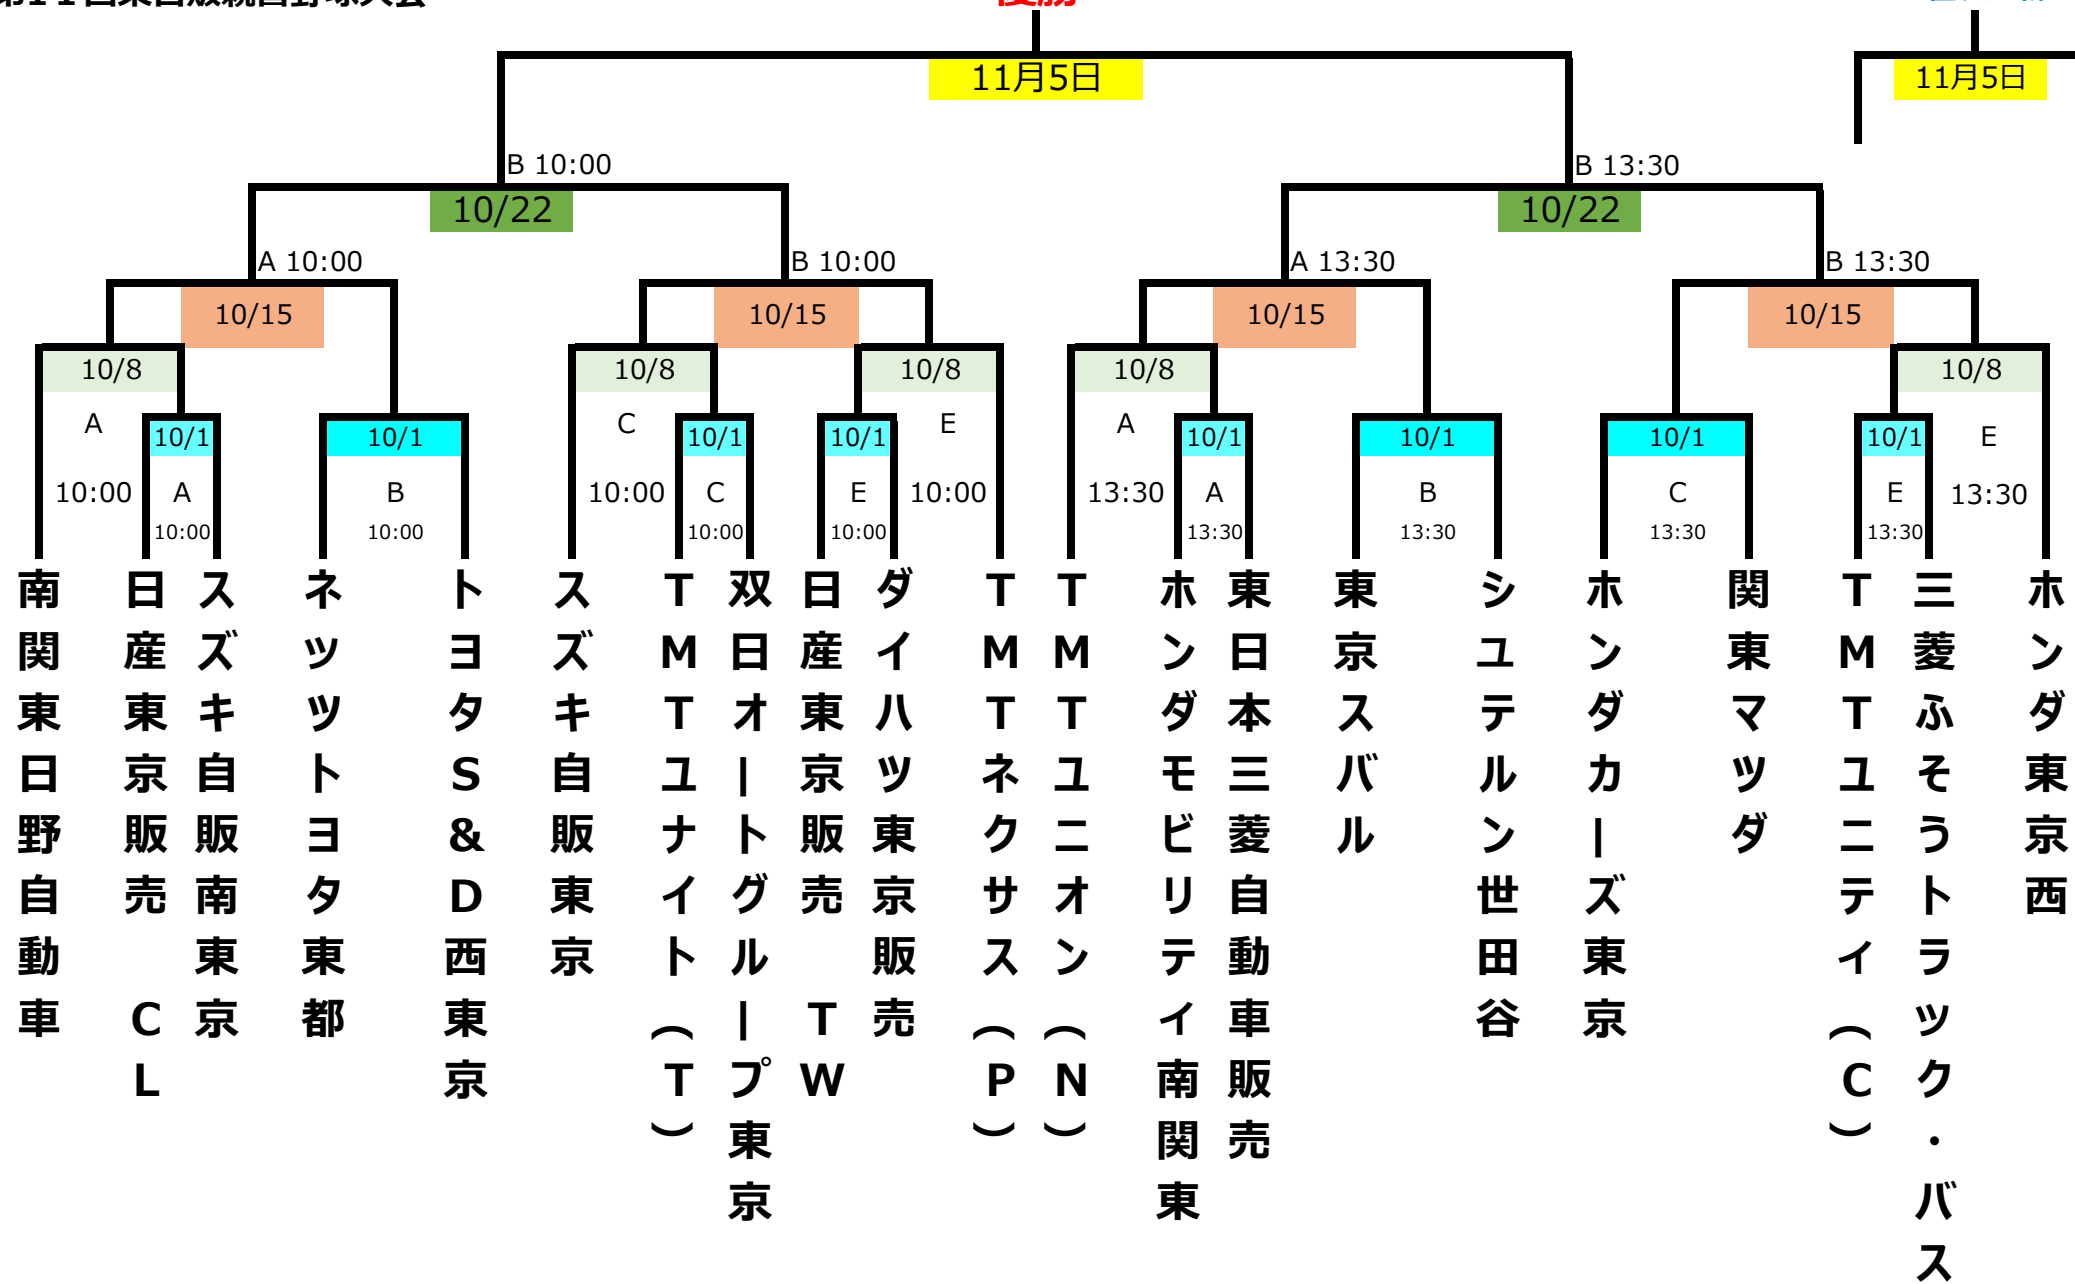 優勝
11月5日
11月5日
B 10:00
B 13:30
10/22
10/22
A 10:00
B 10:00
A 13:30
B 13:30
10/15
10/15
10/15
10/15
10/8
10/8
10/8
10/8
10/8
A
C
E
A
E
10/1
10/1
10/1
10/1
10/1
10/1
10/1
10/1
10:00
A
B
10:00
C
E
10:00
13:30
A
B
C
E
13:30
10:00
10:00
10:00
10:00
13:30
13:30
13:30
13:30
南関東日野自動車
日産東京販売 CL
スズキ自販南東京
ネッツトヨタ東都
トヨタS&D西東京
スズキ自販東京
TMTユナイト(T)
双日オートグループ東京
日産東京販売 TW
ダイハツ東京販売
TMTネクサス(P)
TMTユニオン(N)
ホンダモビリティ南関東
東日本三菱自動車販売
東京スバル
シュテルン世田谷
ホンダカーズ東京
関東マツダ
TMTユニティ(C)
三菱ふそうトラック・バス
ホンダ東京西